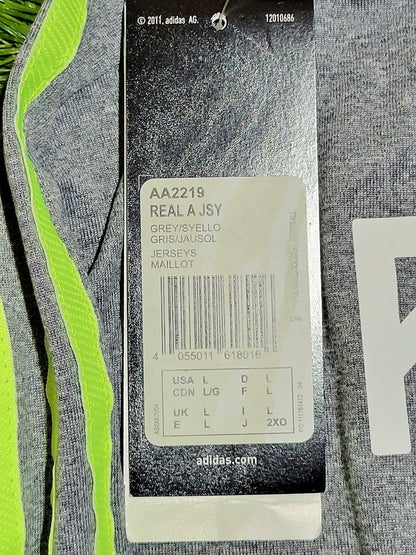 © 2011, adidas AG. 12010686
AA2219
REAL A JSY
GREY/SYELLO
GRIS/JAUSOL
JERSEYS
MAILLOT
4 055011 618016
USA L D L
CDN L/G F L
UK L I L
E L J 2XO
adidas.com